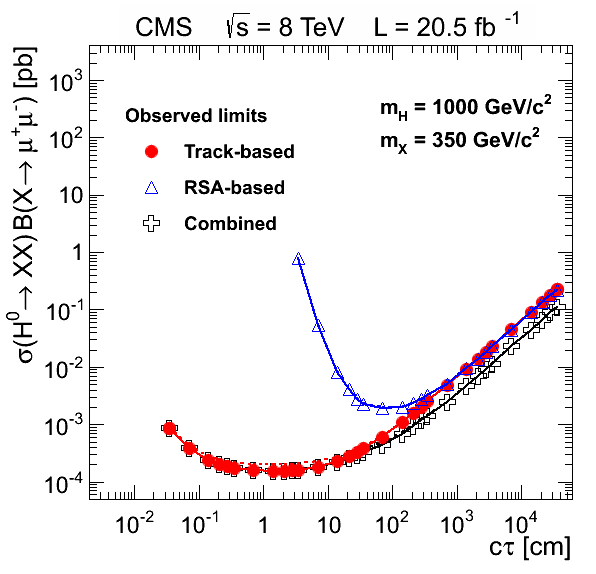 CMS √s = 8 TeV L = 20.5 fb⁻¹
σ(H⁰→ XX)B(X→ μ⁺μ⁻) [pb]
10³
10²
10
1
10⁻¹
10⁻²
10⁻³
10⁻⁴
Observed limits
Track-based
RSA-based
Combined
m_H = 1000 GeV/c²
m_X = 350 GeV/c²
10⁻² 10⁻¹ 1 10 10² 10³ 10⁴
cτ [cm]